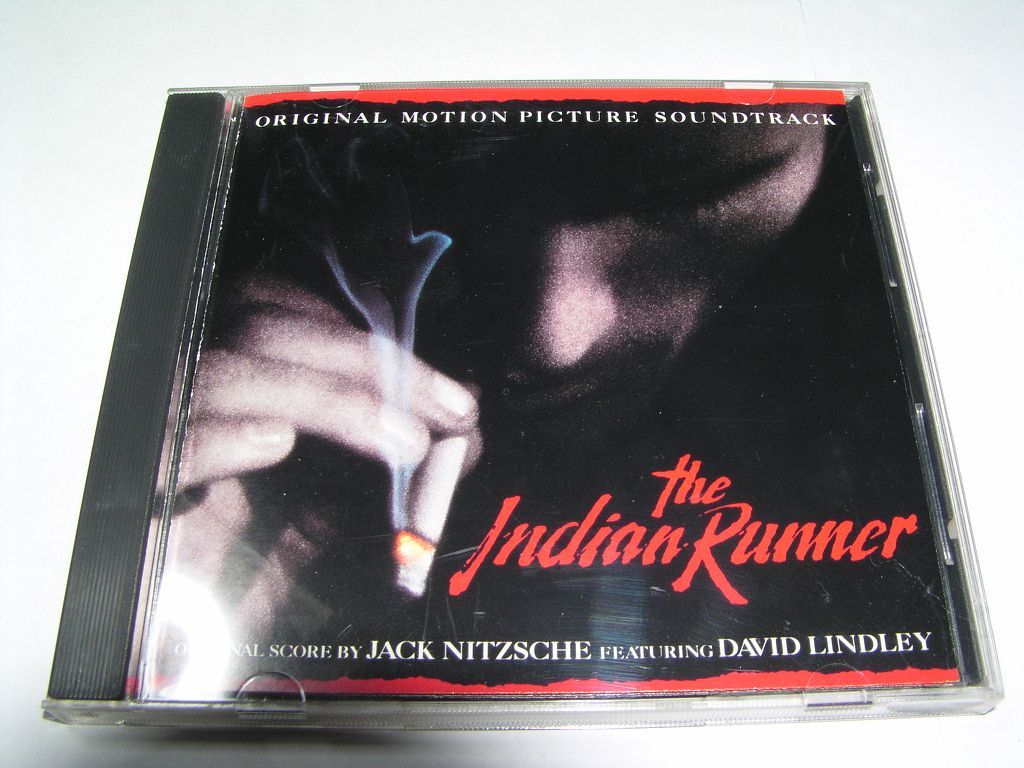 ORIGINAL MOTION PICTURE SOUNDTRACK
the
Indian Runner
SCORE BY JACK NITZSCHE FEATURING DAVID LINDLEY